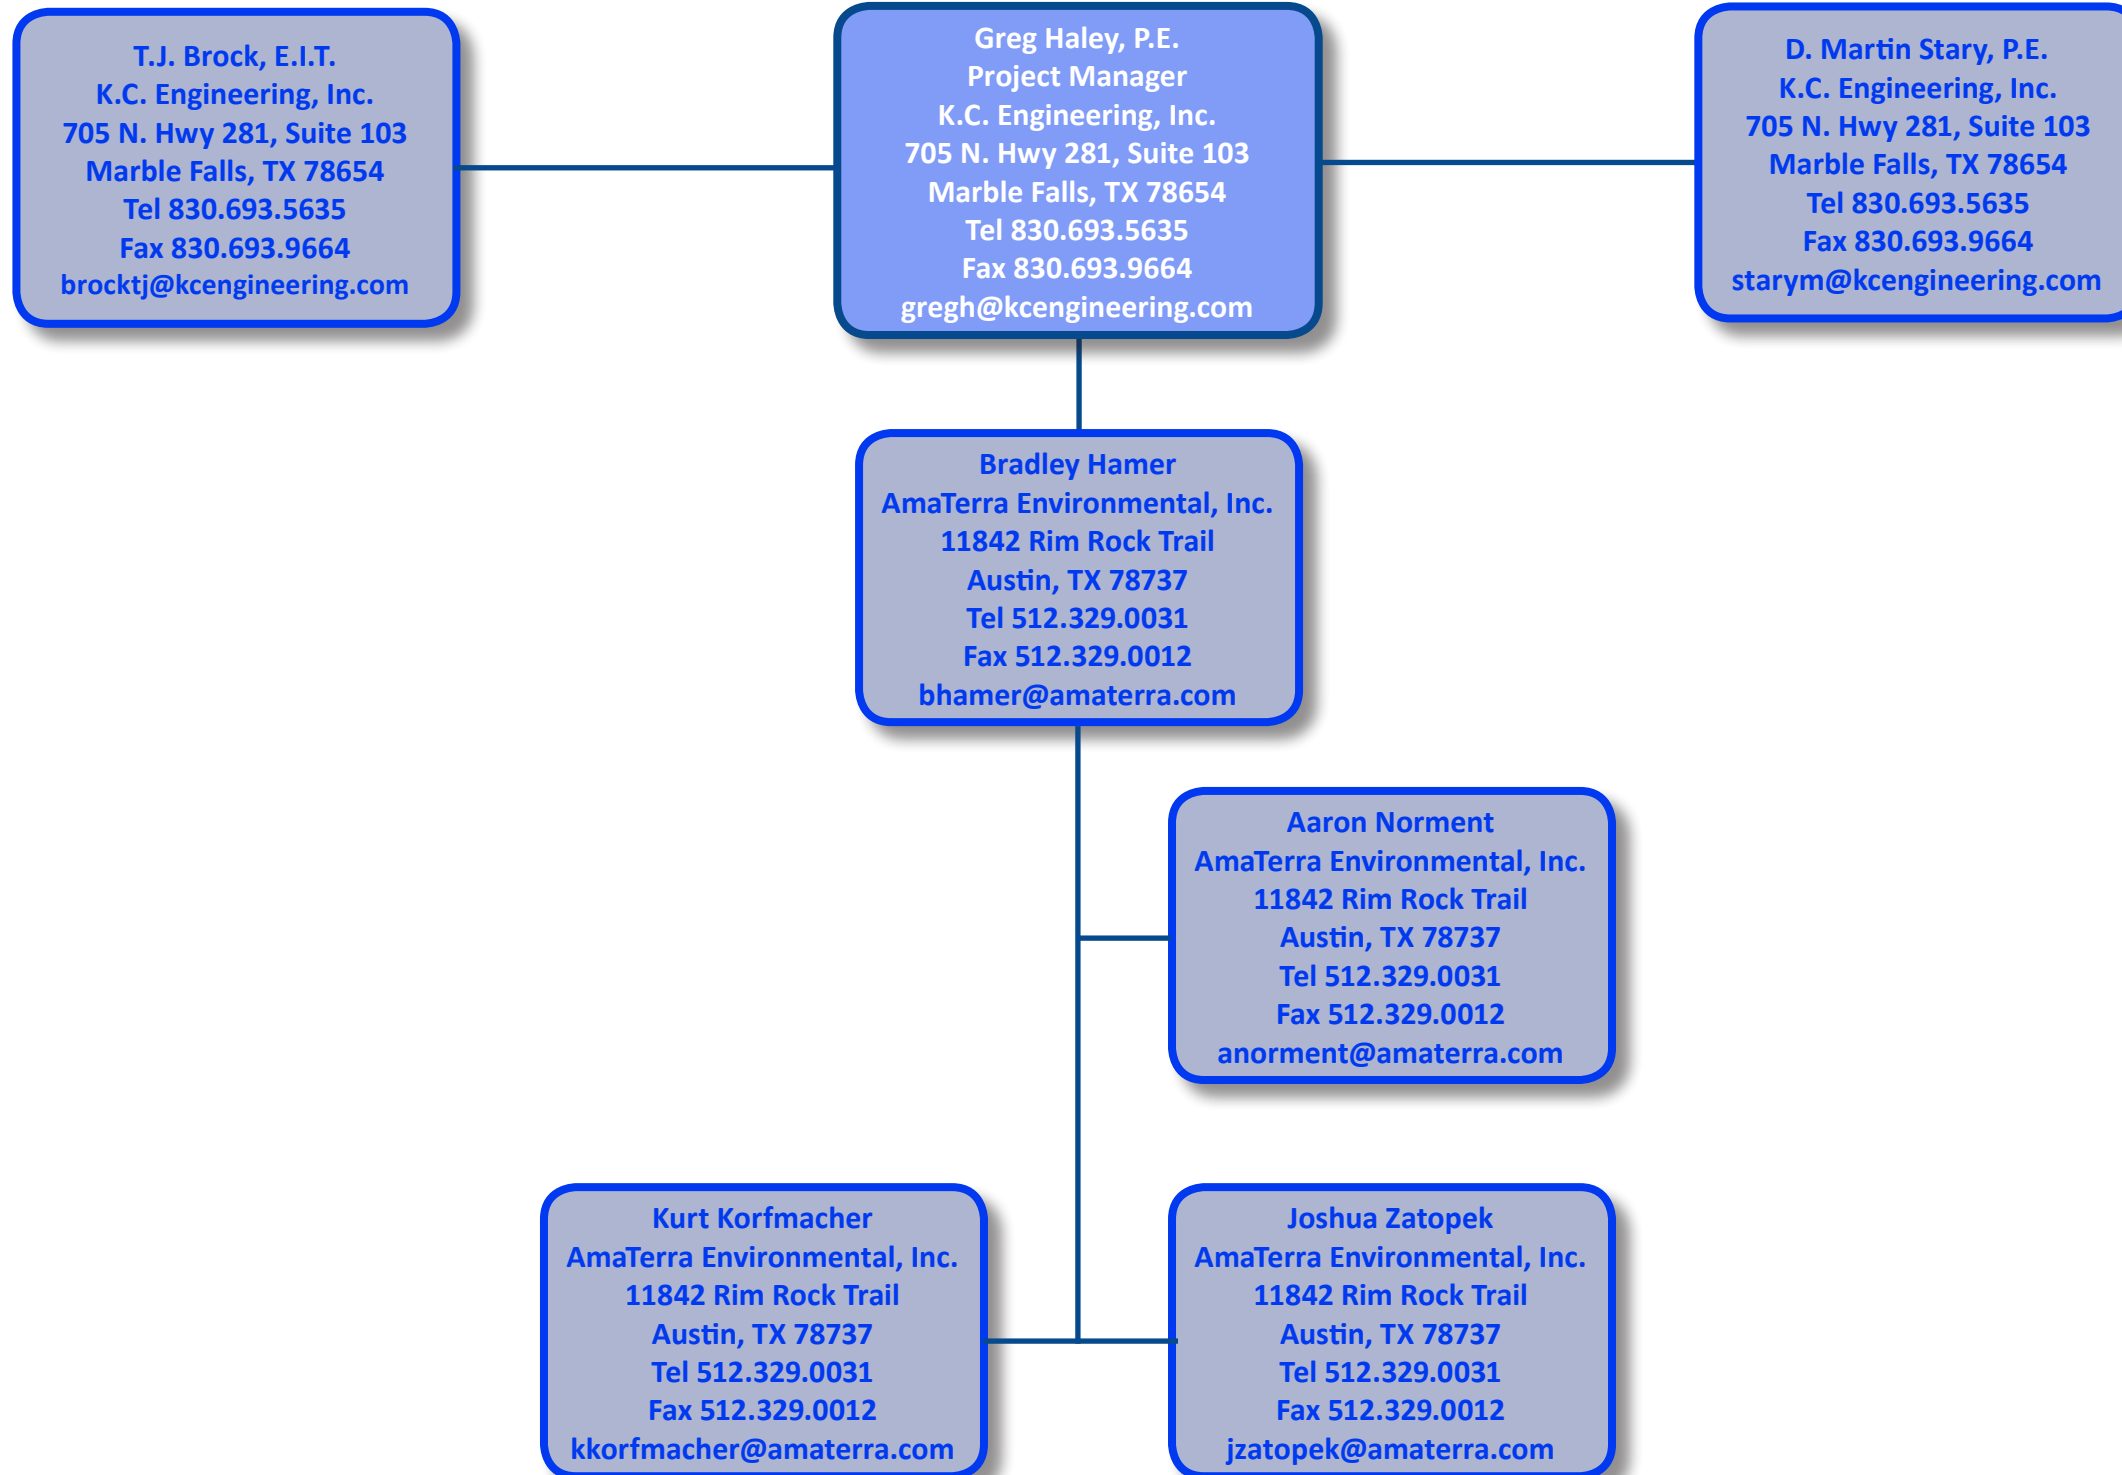 T.J. Brock, E.I.T.
K.C. Engineering, Inc.
705 N. Hwy 281, Suite 103
Marble Falls, TX 78654
Tel 830.693.5635
Fax 830.693.9664
brocktj@kcengineering.com
Greg Haley, P.E.
Project Manager
K.C. Engineering, Inc.
705 N. Hwy 281, Suite 103
Marble Falls, TX 78654
Tel 830.693.5635
Fax 830.693.9664
gregh@kcengineering.com
D. Martin Stary, P.E.
K.C. Engineering, Inc.
705 N. Hwy 281, Suite 103
Marble Falls, TX 78654
Tel 830.693.5635
Fax 830.693.9664
starym@kcengineering.com
Bradley Hamer
AmaTerra Environmental, Inc.
11842 Rim Rock Trail
Austin, TX 78737
Tel 512.329.0031
Fax 512.329.0012
bhamer@amaterra.com
Aaron Norment
AmaTerra Environmental, Inc.
11842 Rim Rock Trail
Austin, TX 78737
Tel 512.329.0031
Fax 512.329.0012
anorment@amaterra.com
Kurt Korfmacher
AmaTerra Environmental, Inc.
11842 Rim Rock Trail
Austin, TX 78737
Tel 512.329.0031
Fax 512.329.0012
kkorfmacher@amaterra.com
Joshua Zatopek
AmaTerra Environmental, Inc.
11842 Rim Rock Trail
Austin, TX 78737
Tel 512.329.0031
Fax 512.329.0012
jzatopek@amaterra.com